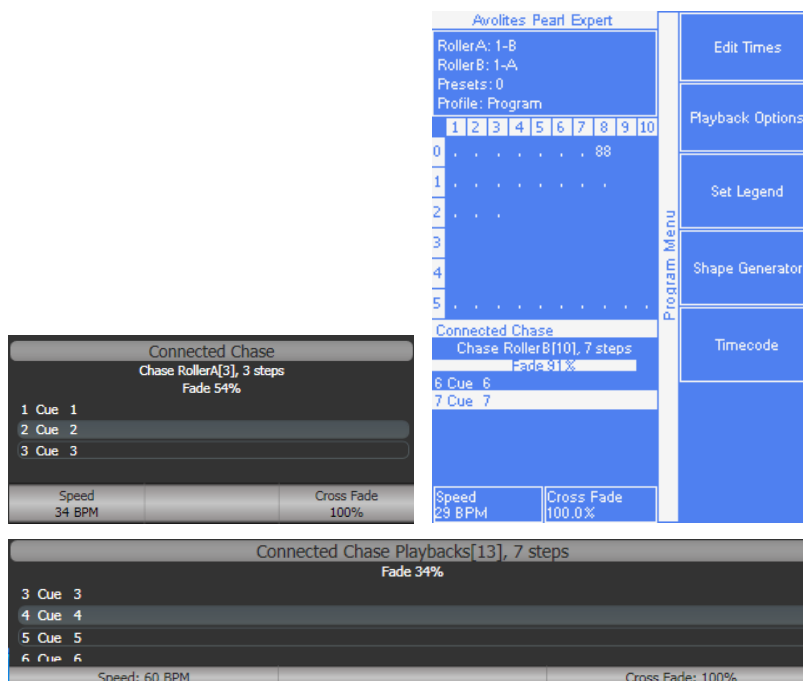 Avolites Pearl Expert
RollerA: 1-B
RollerB: 1-A
Presets: 0
Profile: Program
1 2 3 4 5 6 7 8 9 10
0 . . . . . . . 88
1 . . . . . . . .
2 . . .
3
4
5 . . . . . . . . . .
Connected Chase
Chase RollerB[10], 7 steps
Fade 91%
6 Cue 6
7 Cue 7
Speed
29 BPM
Cross Fade
100.0%
Program Menu
Edit Times
Playback Options
Set Legend
Shape Generator
Timecode
Connected Chase
Chase RollerA[3], 3 steps
Fade 54%
1 Cue 1
2 Cue 2
3 Cue 3
Speed
34 BPM
Cross Fade
100%
Connected Chase Playbacks[13], 7 steps
Fade 34%
3 Cue 3
4 Cue 4
5 Cue 5
6 Cue 6
Speed: 60 BPM
Cross Fade: 100%